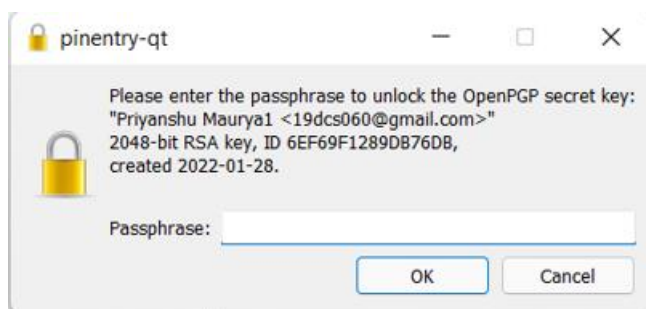 pinentry-qt
Please enter the passphrase to unlock the OpenPGP secret key:
"Priyanshu Maurya1 <19dcs060@gmail.com>"
2048-bit RSA key, ID 6EF69F1289DB76DB,
created 2022-01-28.
Passphrase:
OK Cancel